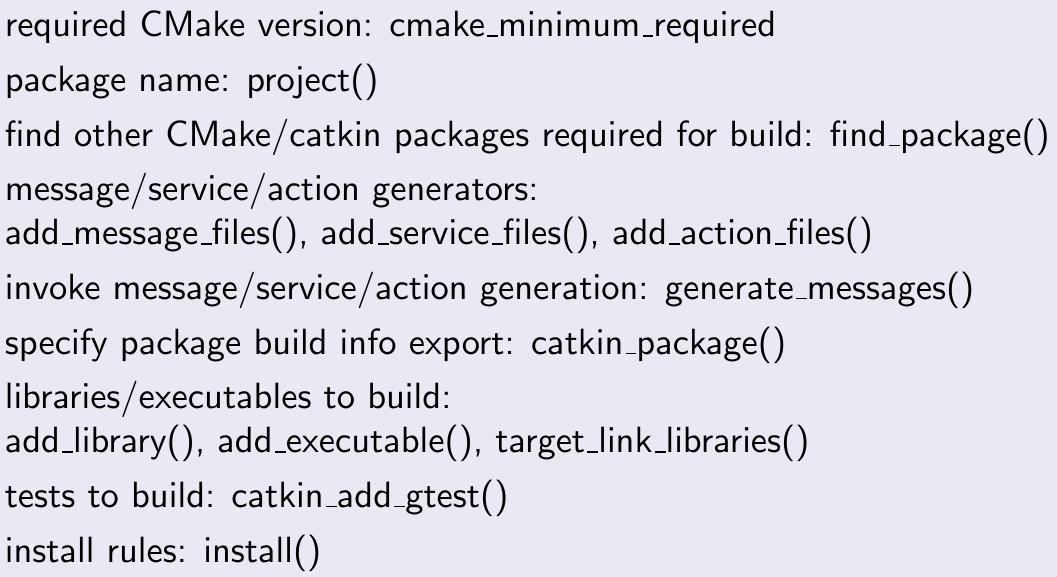 required CMake version: cmake_minimum_required
package name: project()
find other CMake/catkin packages required for build: find_package()
message/service/action generators:
add_message_files(), add_service_files(), add_action_files()
invoke message/service/action generation: generate_messages()
specify package build info export: catkin_package()
libraries/executables to build:
add_library(), add_executable(), target_link_libraries()
tests to build: catkin_add_gtest()
install rules: install()